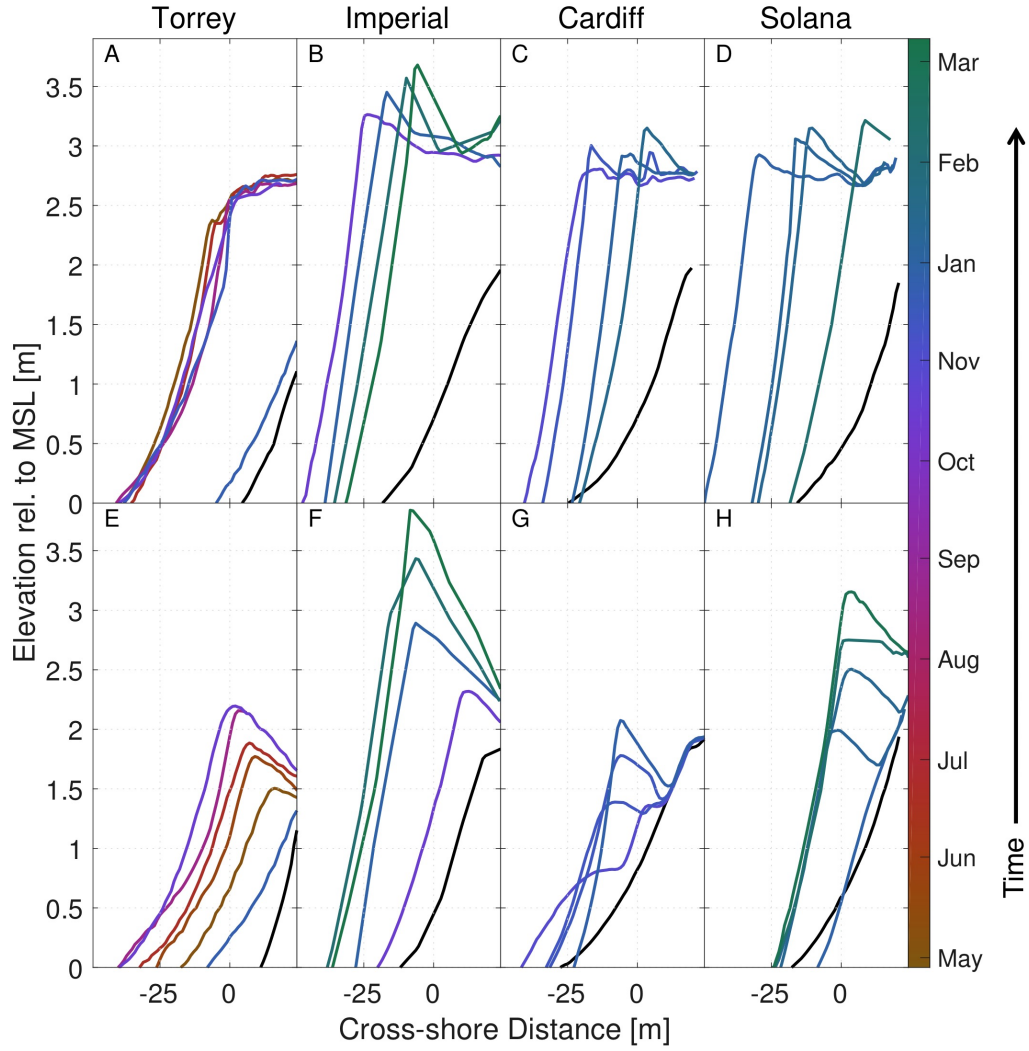 Torrey Imperial Cardiff Solana
A B C D
3.5
3
2.5
2
1.5
1
0.5
0
E F G H
3.5
3
2.5
2
1.5
1
0.5
0
-25 0 -25 0 -25 0 -25 0
Cross-shore Distance [m]
Elevation rel. to MSL [m]
Mar
Feb
Jan
Nov
Oct
Sep
Aug
Jul
Jun
May
Time